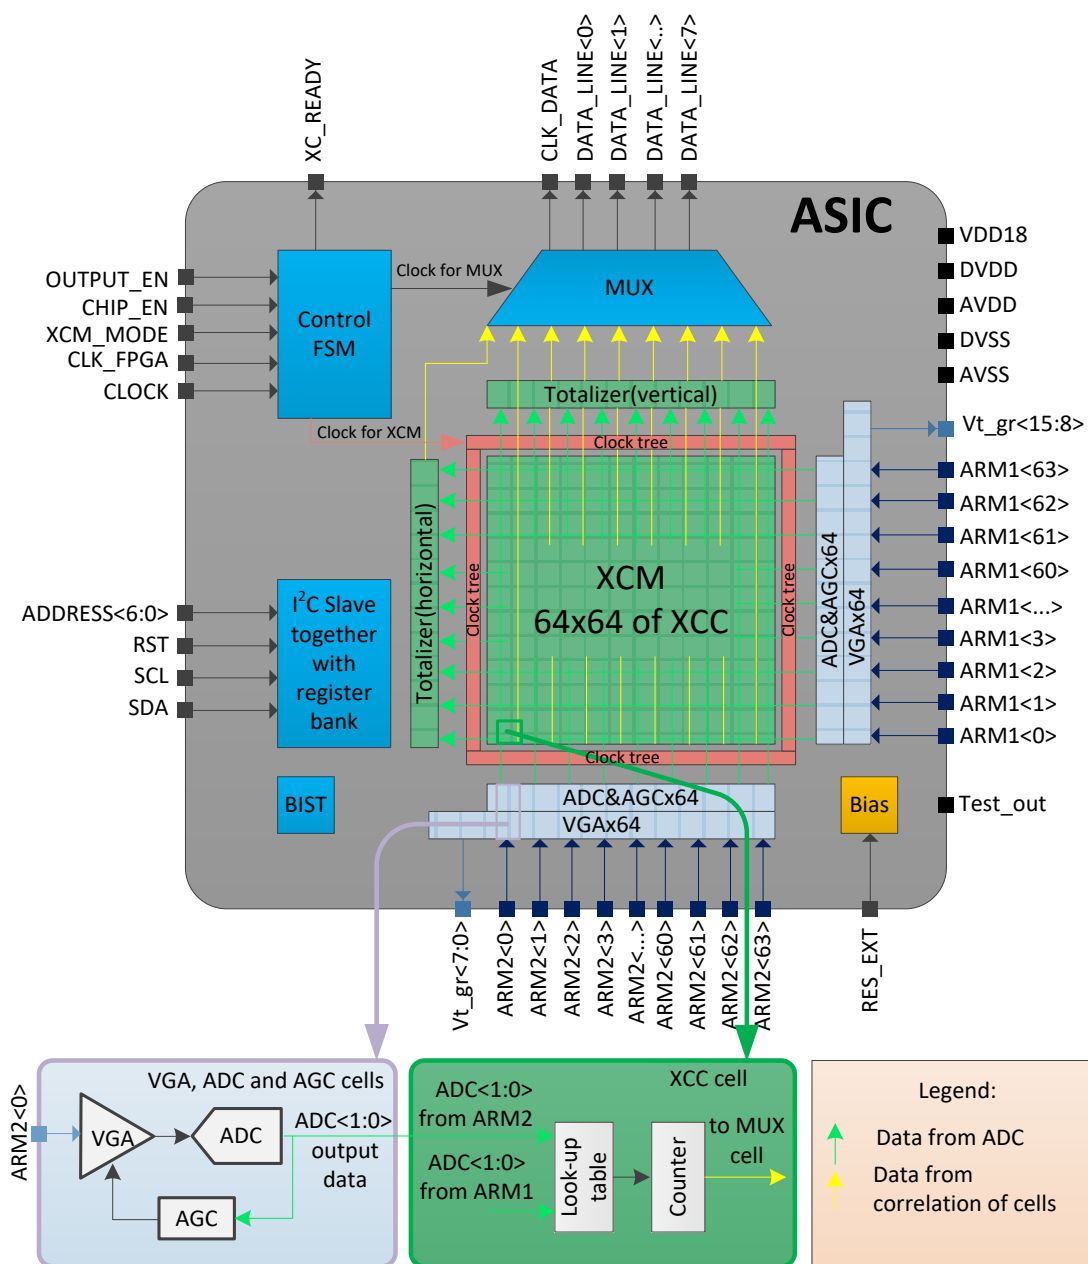 XC_READY
CLK_DATA
DATA_LINE<0>
DATA_LINE<1>
DATA_LINE<..>
DATA_LINE<7>
ASIC
OUTPUT_EN
CHIP_EN
XCM_MODE
CLK_FPGA
CLOCK
Control
FSM
Clock for MUX
MUX
VDD18
DVDD
AVDD
DVSS
AVSS
Totalizer(vertical)
Clock for XCM
Clock tree
Vt_gr<15:8>
ARM1<63>
ARM1<62>
ARM1<61>
ARM1<60>
ARM1<...>
ARM1<3>
ARM1<2>
ARM1<1>
ARM1<0>
Totalizer(horizontal)
Clock tree
XCM
64x64 of XCC
Clock tree
ADC&AGCx64
VGAx64
ADDRESS<6:0>
RST
SCL
SDA
I2C Slave
together
with
register
bank
Clock tree
BIST
ADC&AGCx64
VGAx64
Bias
Test_out
Vt_gr<7:0>
ARM2<0>
ARM2<1>
ARM2<2>
ARM2<3>
ARM2<...>
ARM2<60>
ARM2<61>
ARM2<62>
ARM2<63>
RES_EXT
VGA, ADC and AGC cells
ARM2<0>
VGA
ADC
ADC<1:0>
output
data
AGC
XCC cell
ADC<1:0>
from ARM2
ADC<1:0>
from ARM1
Look-up
table
Counter
to MUX
cell
Legend:
Data from ADC
Data from
correlation of cells